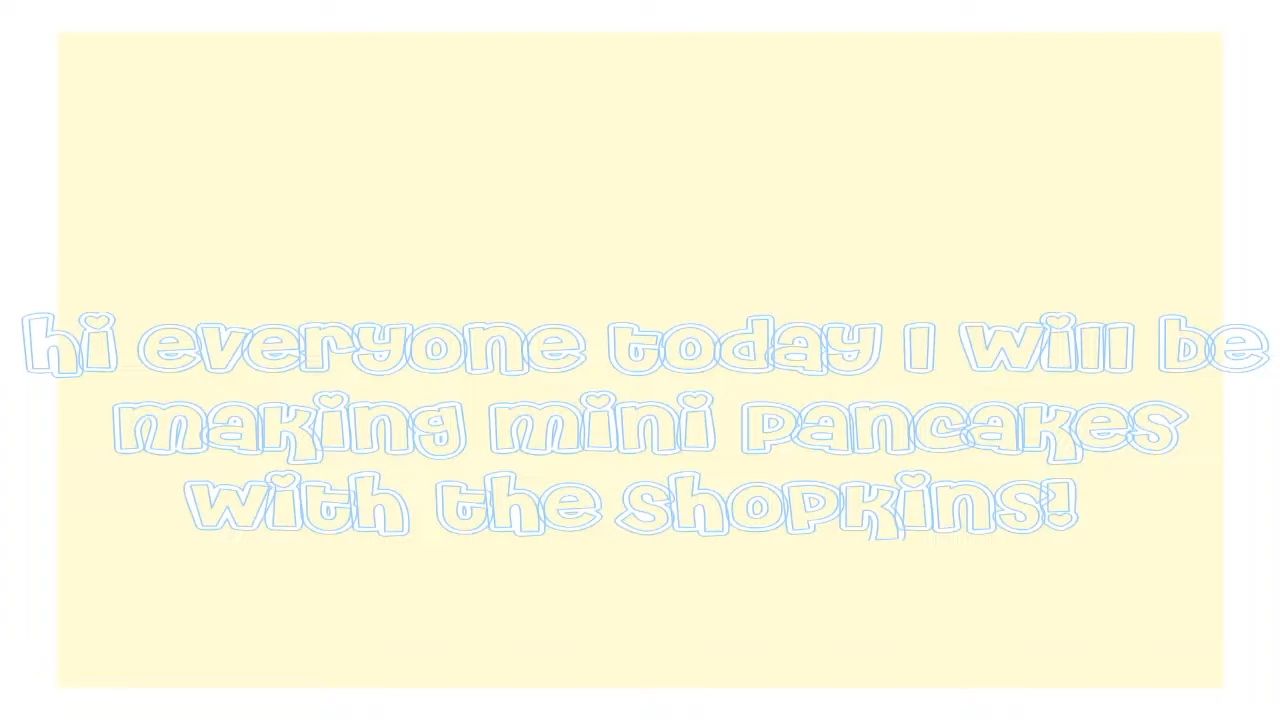 hi everyone today I will be
making mini pancakes
with the shopkins!